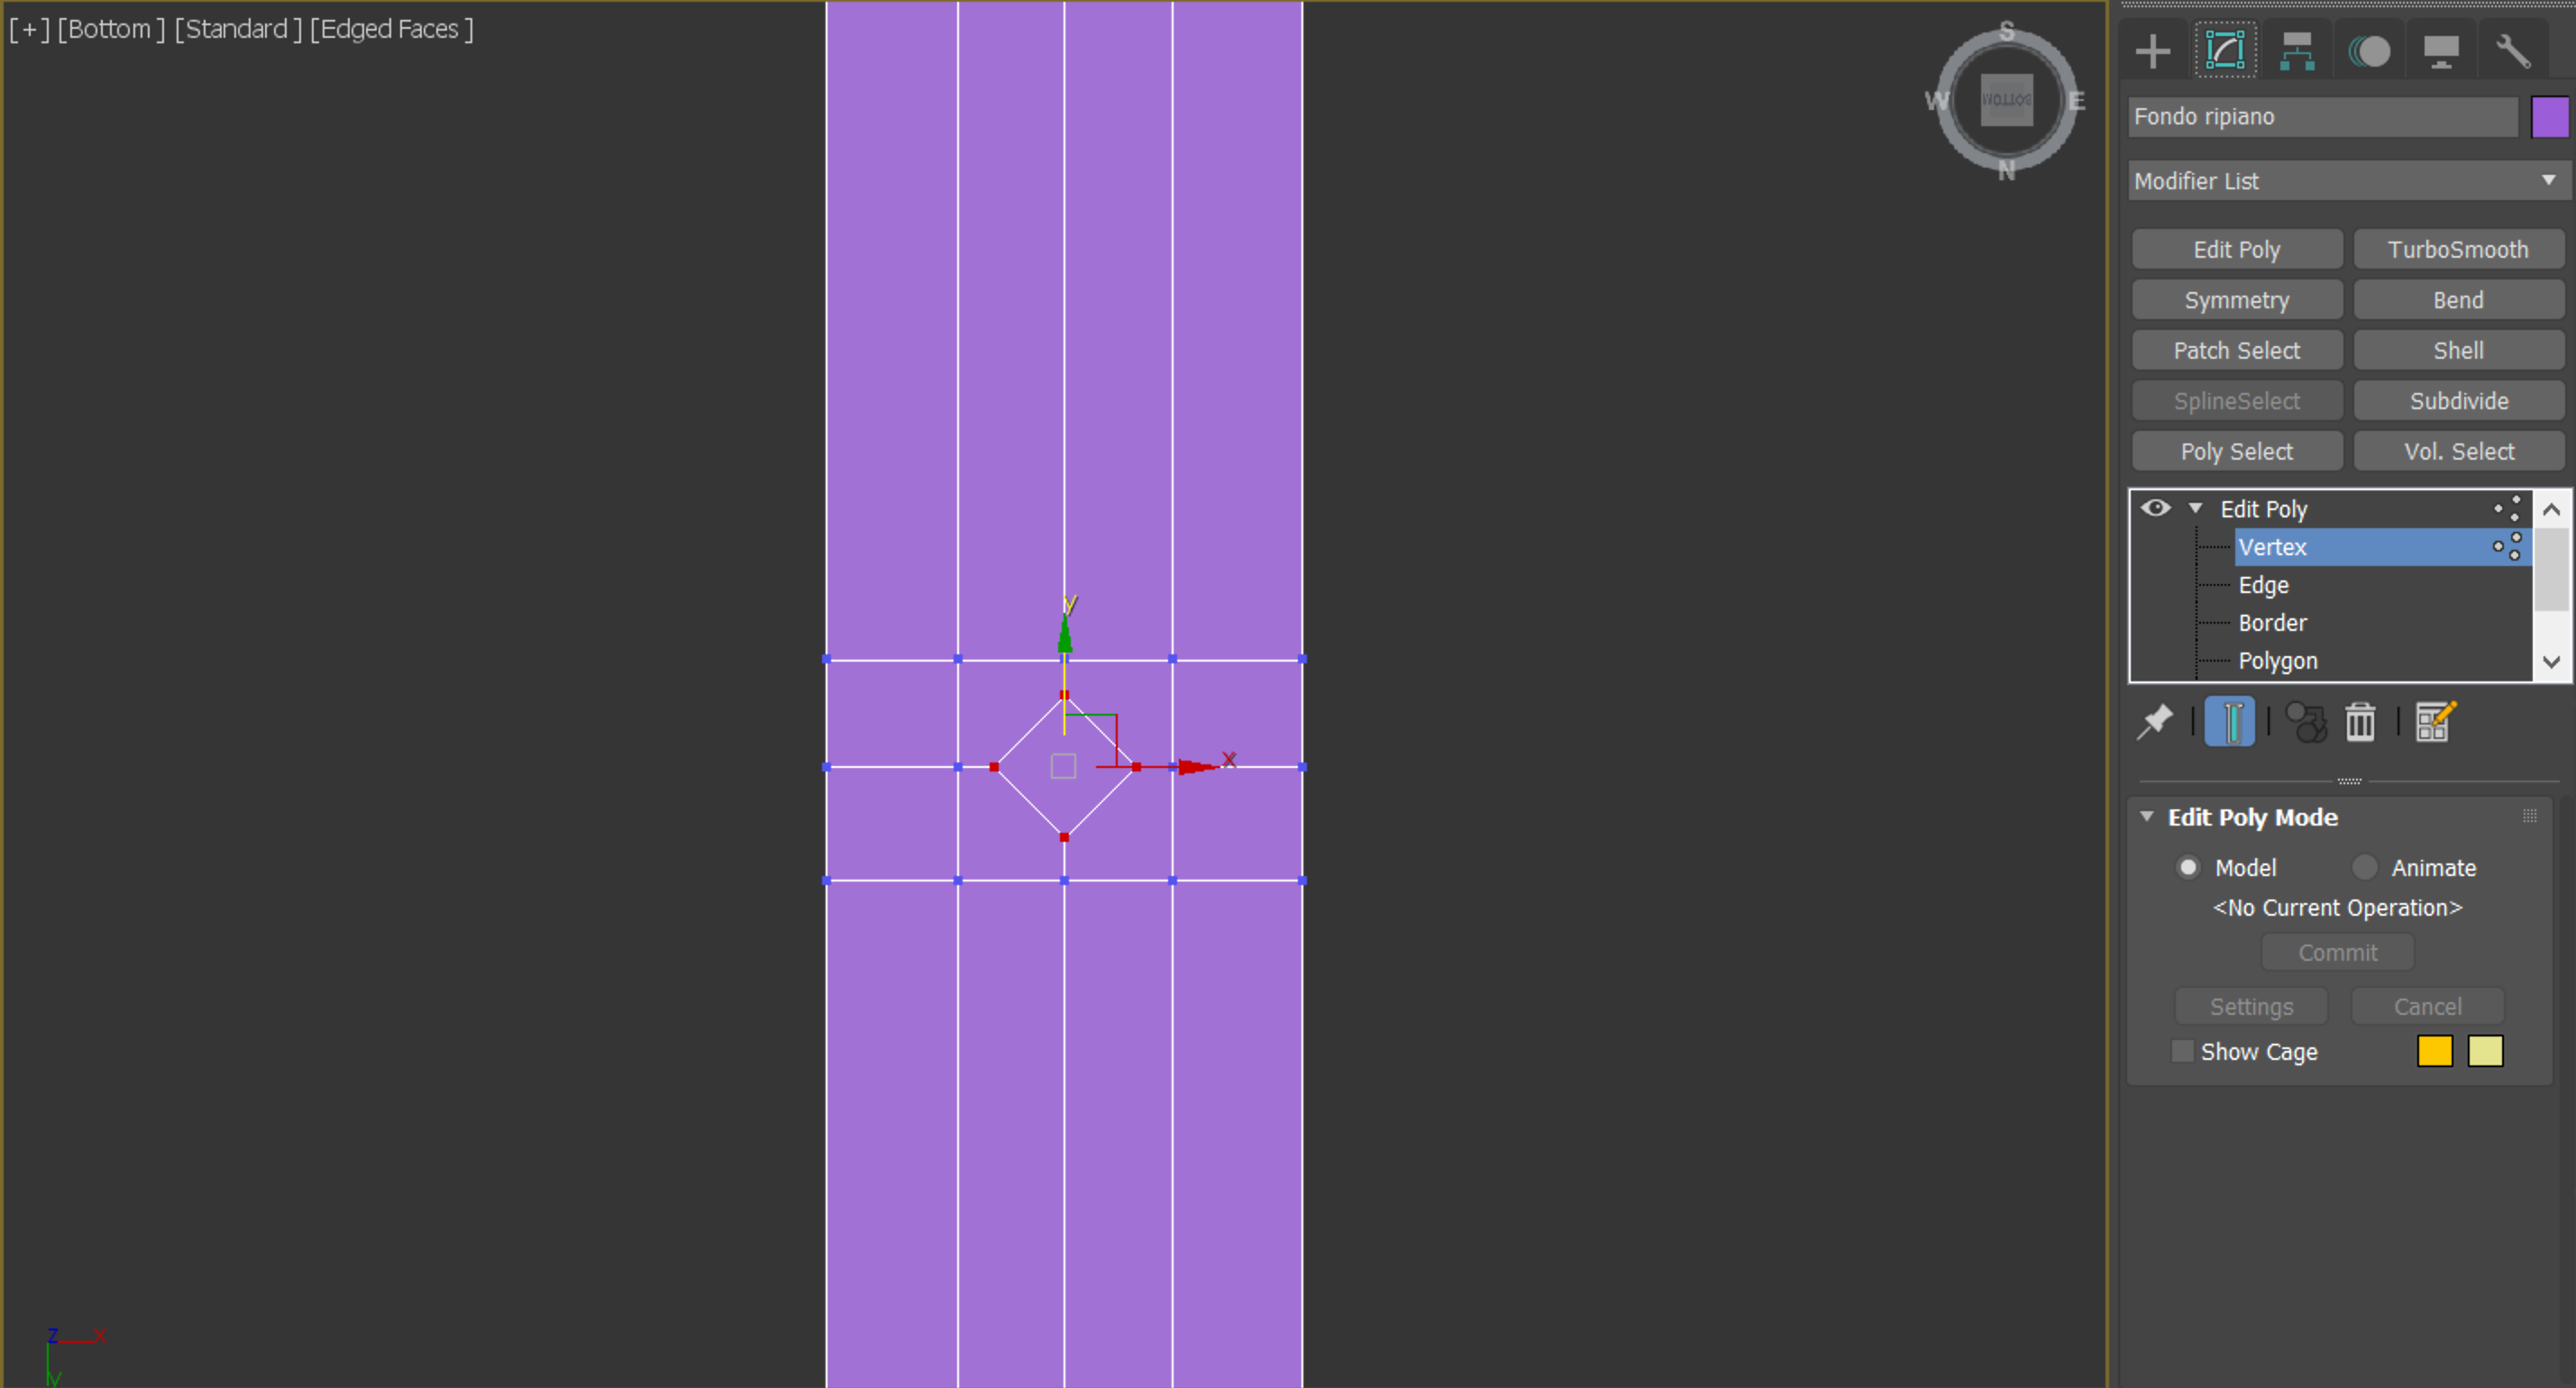 [+] [Bottom ] [Standard ] [Edged Faces ]
S
W
BOTTOM
E
N
y
x
z x
y
Fondo ripiano
Modifier List
Edit Poly TurboSmooth
Symmetry Bend
Patch Select Shell
SplineSelect Subdivide
Poly Select Vol. Select
Edit Poly
Vertex
Edge
Border
Polygon
Edit Poly Mode
Model Animate
<No Current Operation>
Commit
Settings Cancel
Show Cage